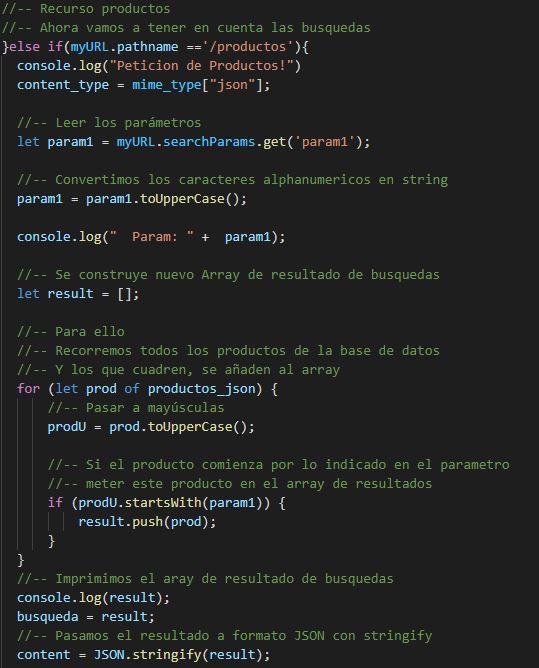 //-- Recurso productos
//-- Ahora vamos a tener en cuenta las busquedas
}else if(myURL.pathname =='/productos'){
console.log("Peticion de Productos!")
content_type = mime_type["json"];
//-- Leer los parámetros
let param1 = myURL.searchParams.get('param1');
//-- Convertimos los caracteres alphanumericos en string
param1 = param1.toUpperCase();
console.log("  Param: " +  param1);
//-- Se construye nuevo Array de resultado de busquedas
let result = [];
//-- Para ello
//-- Recorremos todos los productos de la base de datos
//-- Y los que cuadren, se añaden al array
for (let prod of productos_json) {
//-- Pasar a mayúsculas
prodU = prod.toUpperCase();
//-- Si el producto comienza por lo indicado en el parametro
//-- meter este producto en el array de resultados
if (prodU.startsWith(param1)) {
result.push(prod);
}
}
//-- Imprimimos el aray de resultado de busquedas
console.log(result);
busqueda = result;
//-- Pasamos el resultado a formato JSON con stringify
content = JSON.stringify(result);